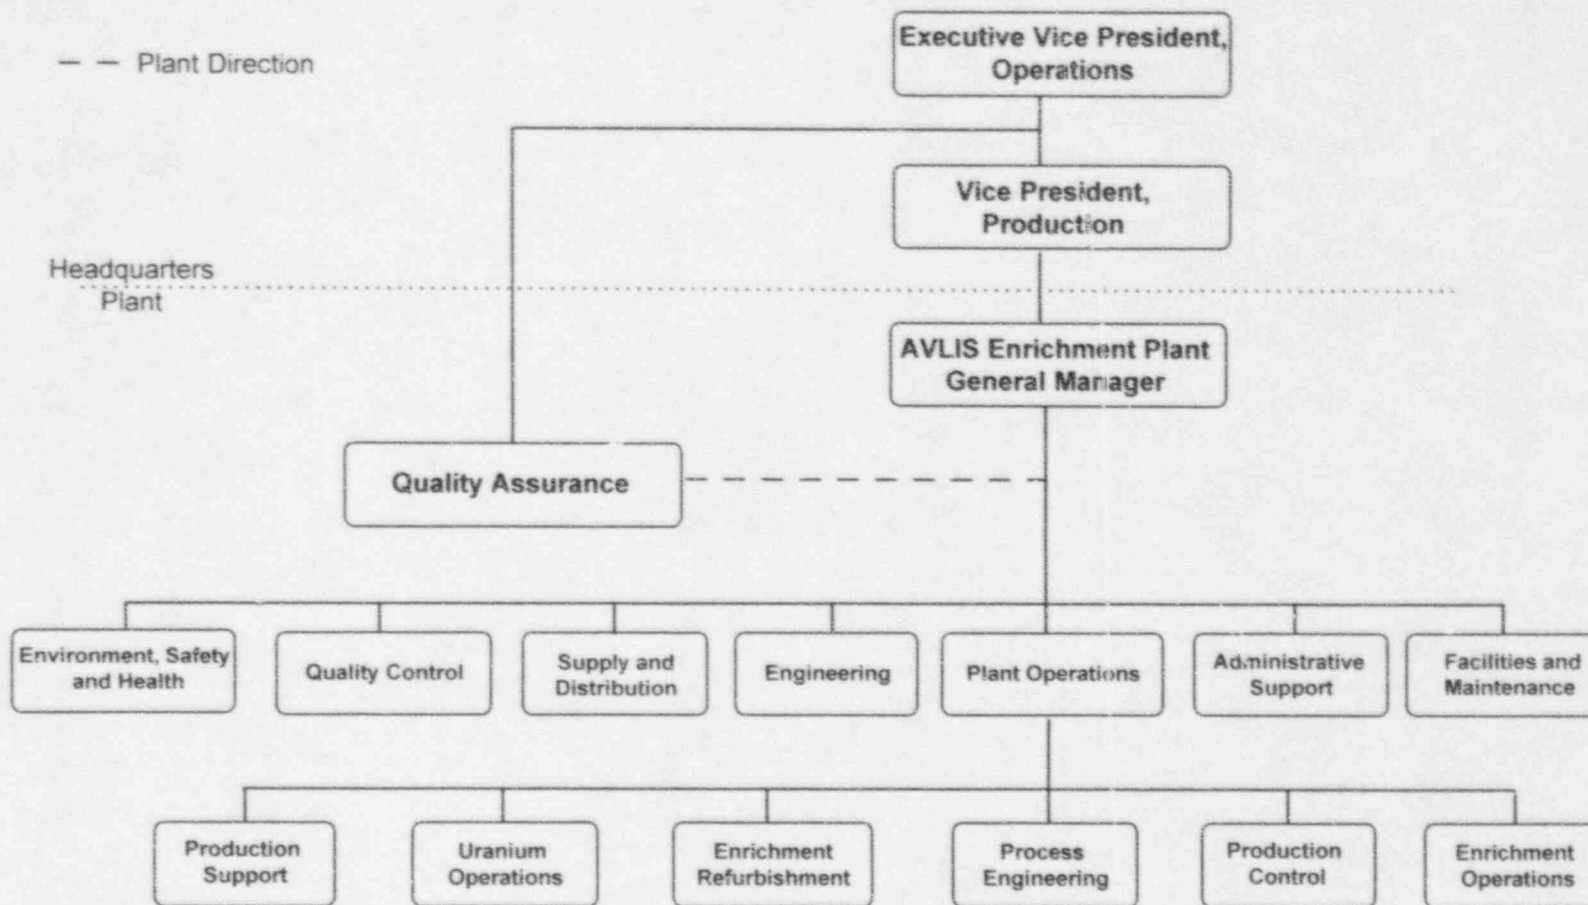 Executive Vice President,
Operations
— — Plant Direction
Vice President,
Production
Headquarters
Plant
AVLIS Enrichment Plant
General Manager
Quality Assurance
Environment, Safety
and Health
Quality Control
Supply and
Distribution
Engineering
Plant Operations
Administrative
Support
Facilities and
Maintenance
Production
Support
Uranium
Operations
Enrichment
Refurbishment
Process
Engineering
Production
Control
Enrichment
Operations